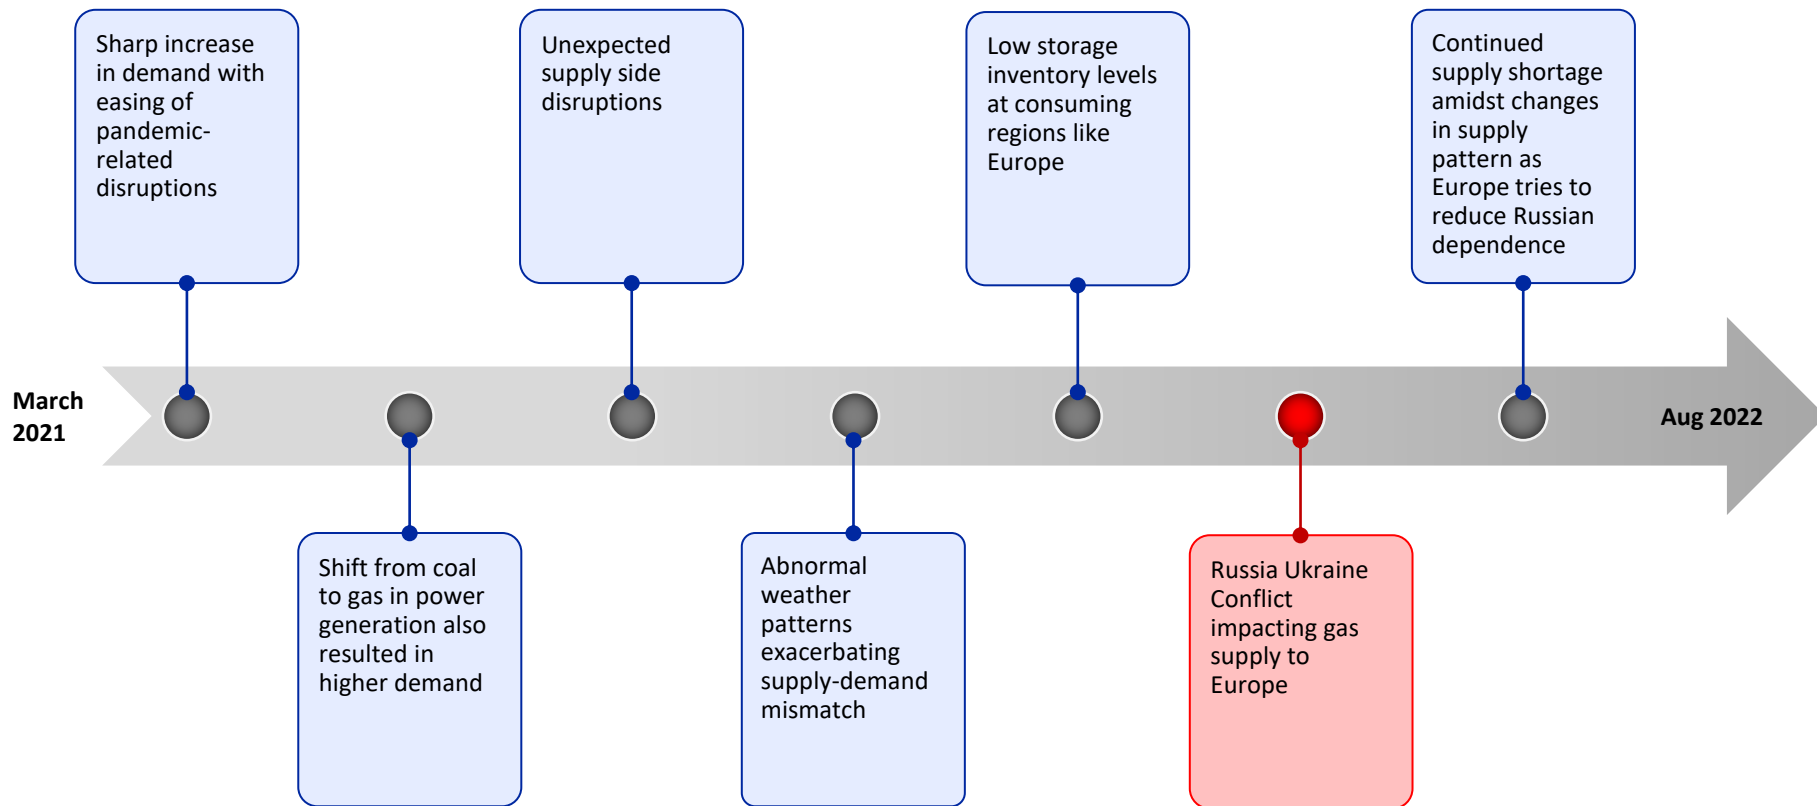 Sharp increase
in demand with
easing of
pandemic-
related
disruptions
Unexpected
supply side
disruptions
Low storage
inventory levels
at consuming
regions like
Europe
Continued
supply shortage
amidst changes
in supply
pattern as
Europe tries to
reduce Russian
dependence
March
2021
Aug 2022
Shift from coal
to gas in power
generation also
resulted in
higher demand
Abnormal
weather
patterns
exacerbating
supply-demand
mismatch
Russia Ukraine
Conflict
impacting gas
supply to
Europe